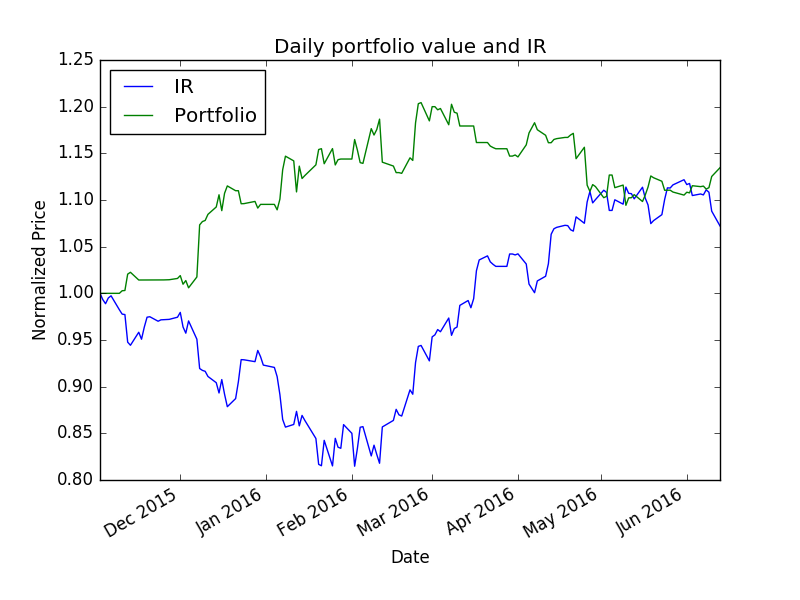 Daily portfolio value and IR
IR
Portfolio
1.25
1.20
1.15
1.10
1.05
1.00
0.95
0.90
0.85
0.80
Normalized Price
Dec 2015
Jan 2016
Feb 2016
Mar 2016
Apr 2016
May 2016
Jun 2016
Date